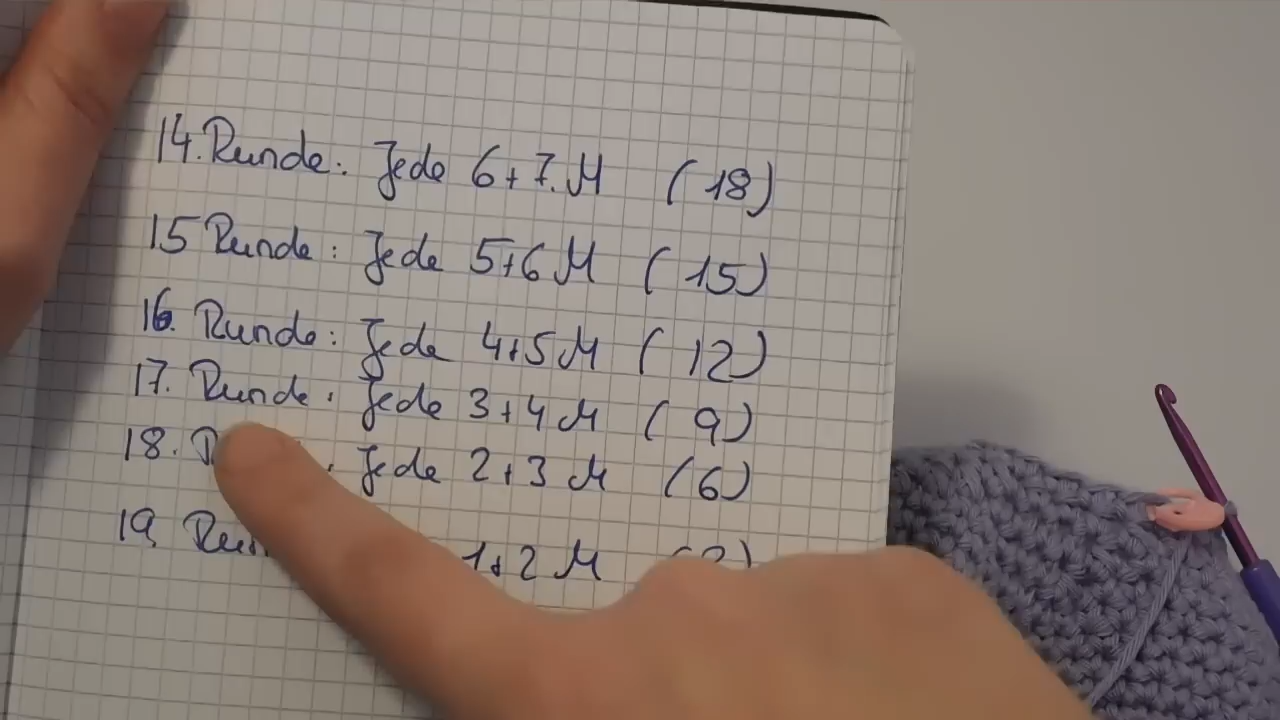 14. Runde: Jede 6+7. M (18)
15 Runde: Jede 5+6 M (15)
16. Runde: Jede 4+5 M (12)
17. Runde: Jede 3+4 M (9)
18. Jede 2+3 M (6)
19. 1+2 M